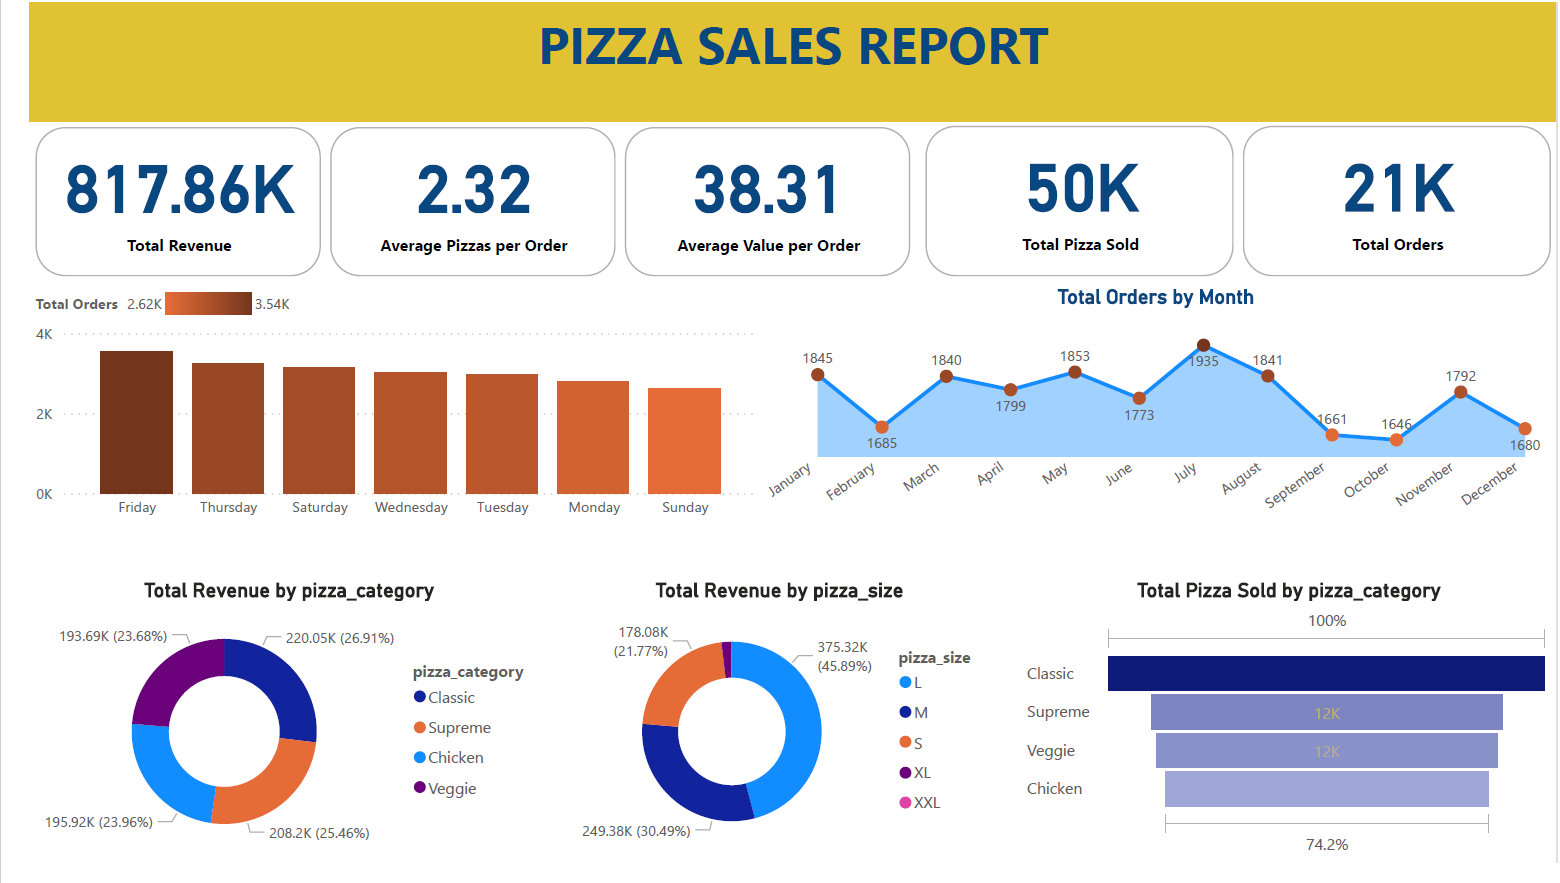 PIZZA SALES REPORT
817.86K
Total Revenue
2.32
Average Pizzas per Order
38.31
Average Value per Order
50K
Total Pizza Sold
21K
Total Orders
Total Orders 2.62K 3.54K
4K
2K
0K
Friday Thursday Saturday Wednesday Tuesday Monday Sunday
Total Orders by Month
1845 1685 1840 1799 1853 1773 1935 1841 1661 1646 1792 1680
January February March April May June July August September October November December
Total Revenue by pizza_category
193.69K (23.68%)
220.05K (26.91%)
195.92K (23.96%)
208.2K (25.46%)
pizza_category
Classic
Supreme
Chicken
Veggie
Total Revenue by pizza_size
178.08K
(21.77%)
375.32K
(45.89%)
249.38K (30.49%)
pizza_size
L
M
S
XL
XXL
Total Pizza Sold by pizza_category
100%
Classic
Supreme 12K
Veggie 12K
Chicken
74.2%